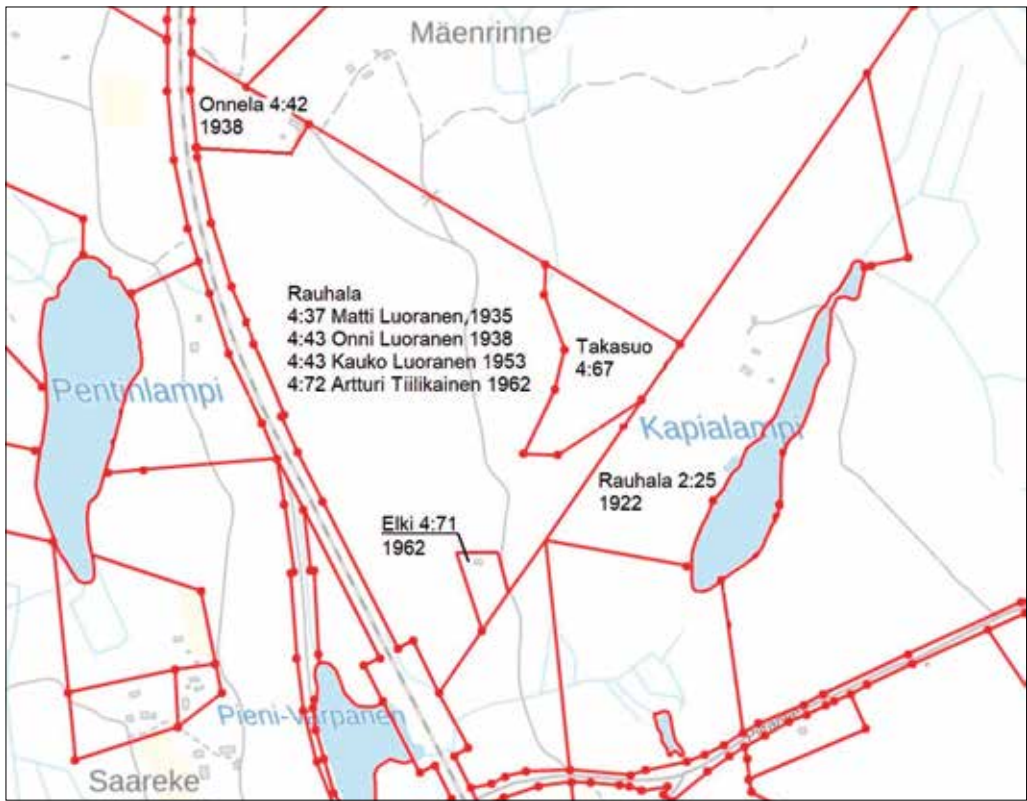 Mäenrinne
Onnela 4:42
1938
Rauhala
4:37 Matti Luoranen,1935
4:43 Onni Luoranen 1938
4:43 Kauko Luoranen 1953
4:72 Artturi Tiilikainen 1962
Takasuo
4:67
Pentinlampi
Kapialampi
Rauhala 2:25
1922
Elki 4:71
1962
Pieni-Varpanen
Saareke